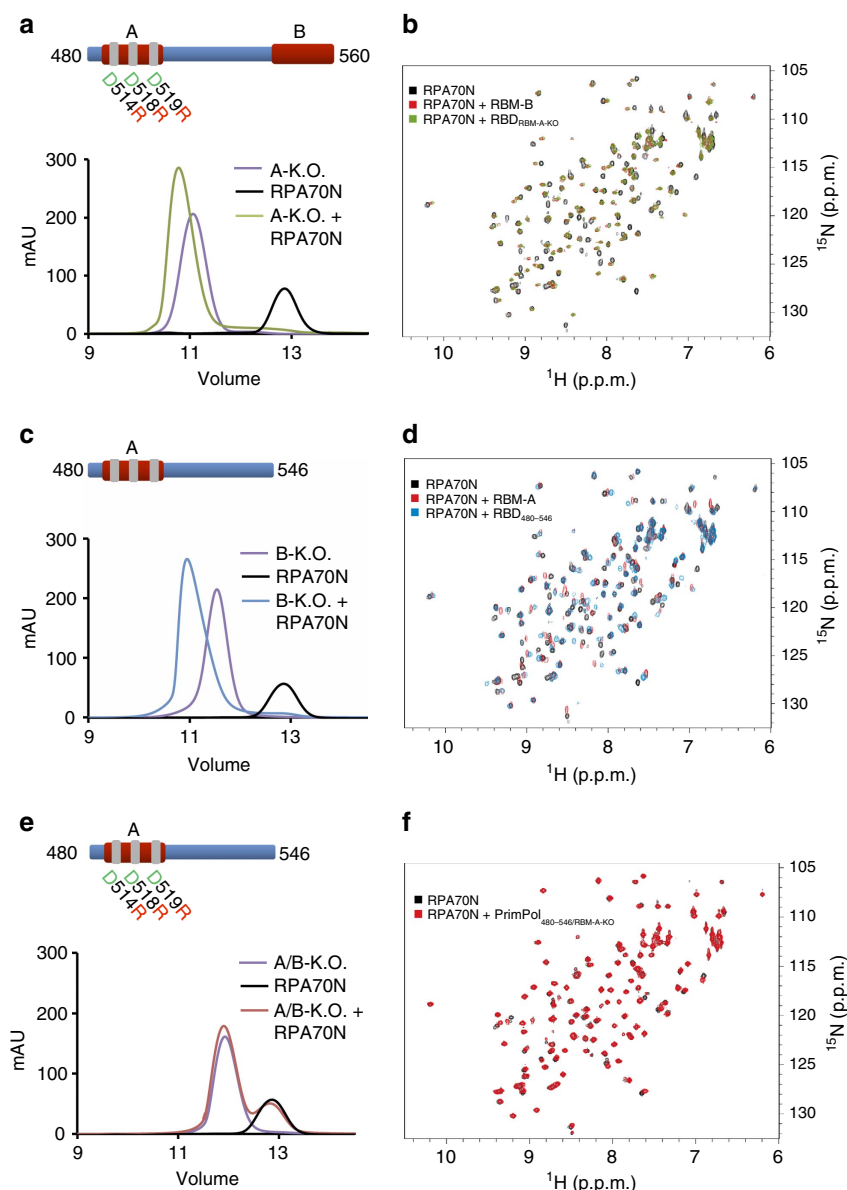 a
A
B
480
560
D514R
D518R
D519R
300
200
100
0
mAU
9
11
13
Volume
A-K.O.
RPA70N
A-K.O. +
RPA70N
b
RPA70N
RPA70N + RBM-B
RPA70N + RBD RBM-A-KO
105
110
115
120
125
130
15N (p.p.m.)
10
9
8
7
6
1H (p.p.m.)
c
A
480
546
300
200
100
0
mAU
9
11
13
Volume
B-K.O.
RPA70N
B-K.O. +
RPA70N
d
RPA70N
RPA70N + RBM-A
RPA70N + RBD480–546
105
110
115
120
125
130
15N (p.p.m.)
10
9
8
7
6
1H (p.p.m.)
e
A
480
546
D514R
D518R
D519R
300
200
100
0
mAU
9
11
13
Volume
A/B-K.O.
RPA70N
A/B-K.O. +
RPA70N
f
RPA70N
RPA70N + PrimPol480–546/RBM-A-KO
105
110
115
120
125
130
15N (p.p.m.)
10
9
8
7
6
1H (p.p.m.)